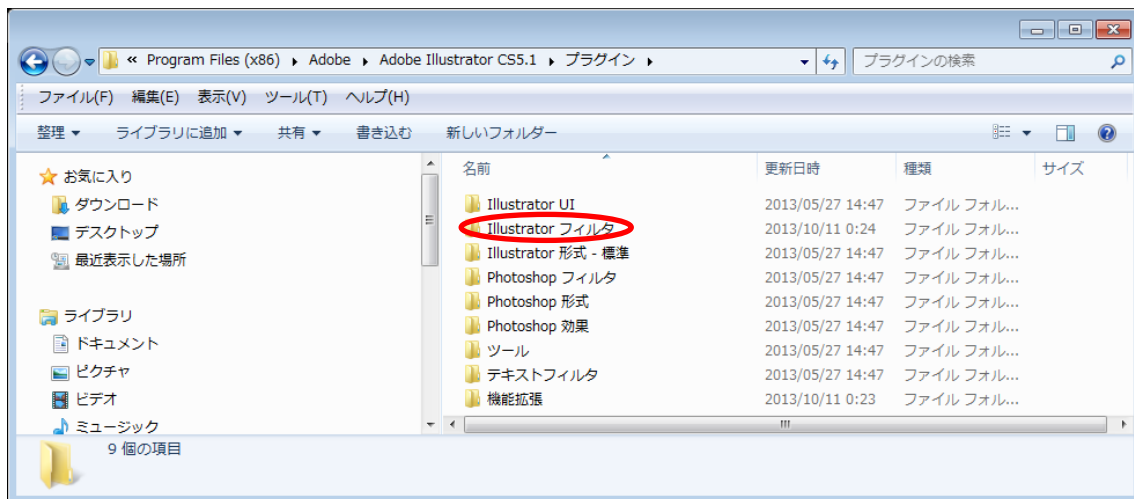 « Program Files (x86) ▸ Adobe ▸ Adobe Illustrator CS5.1 ▸ プラグイン ▸ プラグインの検索
ファイル(F) 編集(E) 表示(V) ツール(T) ヘルプ(H)
整理 ▼ ライブラリに追加 ▼ 共有 ▼ 書き込む 新しいフォルダー
お気に入り
ダウンロード
デスクトップ
最近表示した場所
ライブラリ
ドキュメント
ピクチャ
ビデオ
ミュージック
名前 更新日時 種類 サイズ
Illustrator UI 2013/05/27 14:47 ファイル フォル...
Illustrator フィルタ 2013/10/11 0:24 ファイル フォル...
Illustrator 形式 - 標準 2013/05/27 14:47 ファイル フォル...
Photoshop フィルタ 2013/05/27 14:47 ファイル フォル...
Photoshop 形式 2013/05/27 14:47 ファイル フォル...
Photoshop 効果 2013/05/27 14:47 ファイル フォル...
ツール 2013/05/27 14:47 ファイル フォル...
テキストフィルタ 2013/05/27 14:47 ファイル フォル...
機能拡張 2013/10/11 0:23 ファイル フォル...
9 個の項目